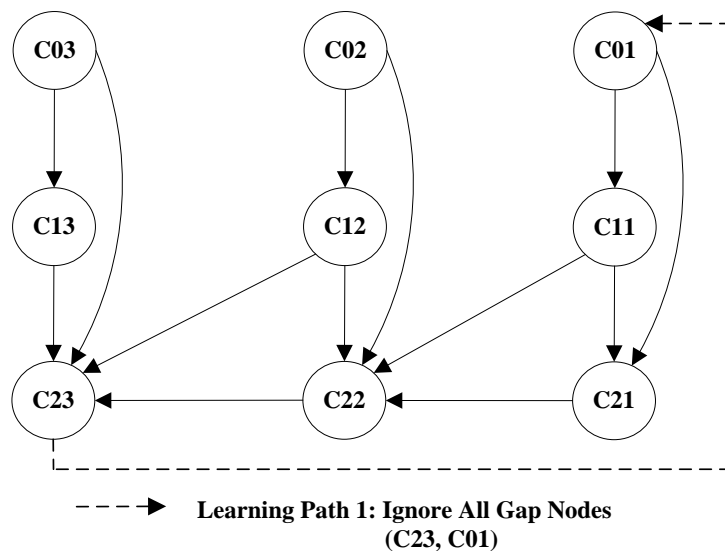 C03 C02 C01
C13 C12 C11
C23 C22 C21
Learning Path 1: Ignore All Gap Nodes
(C23, C01)